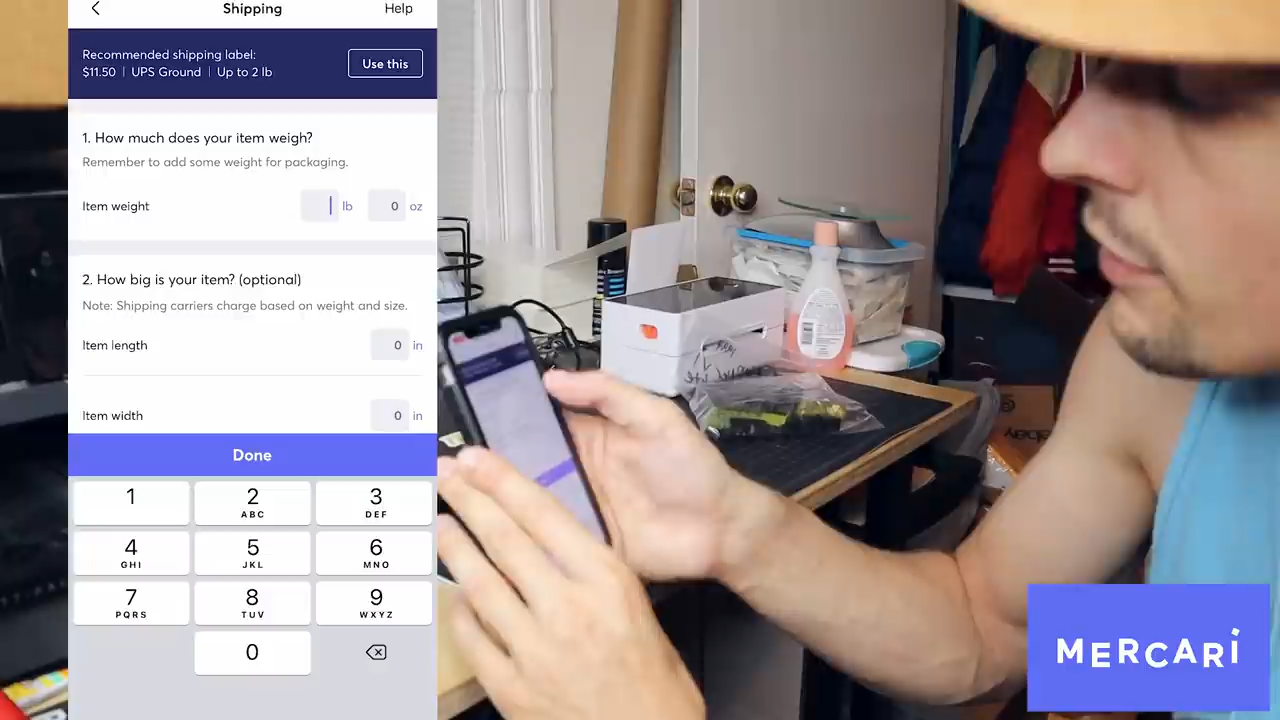 Shipping
Help
Recommended shipping label:
$11.50 | UPS Ground | Up to 2 lb
Use this
1. How much does your item weigh?
Remember to add some weight for packaging.
Item weight
lb
0 oz
2. How big is your item? (optional)
Note: Shipping carriers charge based on weight and size.
Item length
0 in
Item width
0 in
Done
1
2
ABC
3
DEF
4
GHI
5
JKL
6
MNO
7
PQRS
8
TUV
9
WXYZ
0
ebay
MERCARI